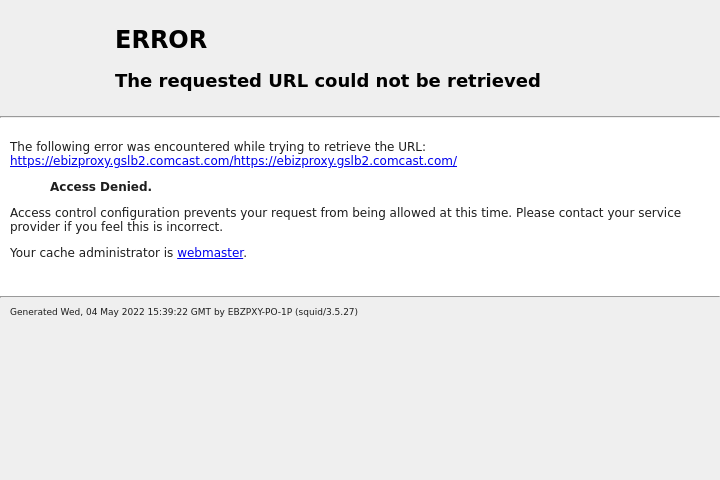 ERROR
The requested URL could not be retrieved
The following error was encountered while trying to retrieve the URL:
https://ebizproxy.gslb2.comcast.com/https://ebizproxy.gslb2.comcast.com/
Access Denied.
Access control configuration prevents your request from being allowed at this time. Please contact your service
provider if you feel this is incorrect.
Your cache administrator is webmaster.
Generated Wed, 04 May 2022 15:39:22 GMT by EBZPXY-PO-1P (squid/3.5.27)